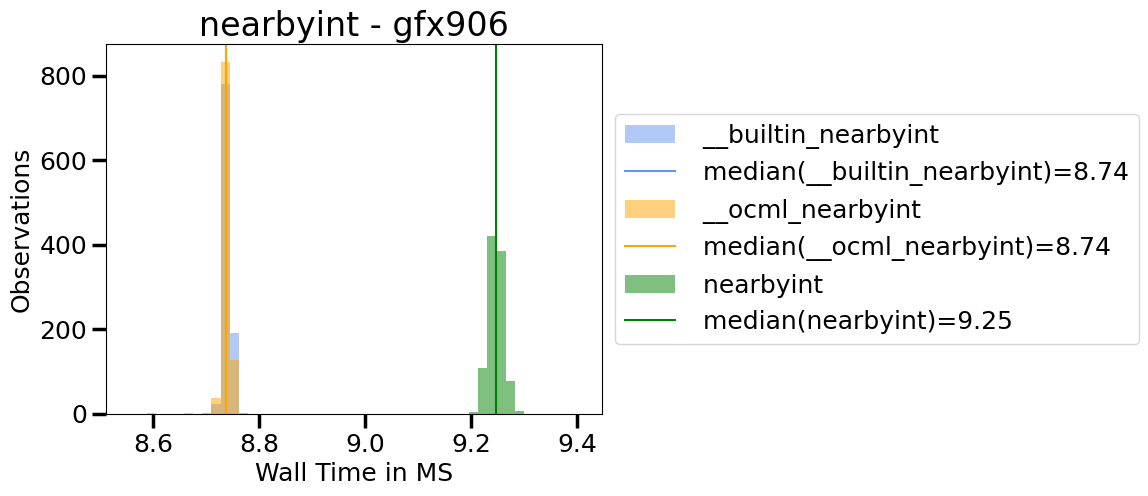 nearbyint - gfx906
Observations
800
600
400
200
0
8.6 8.8 9.0 9.2 9.4
Wall Time in MS
__builtin_nearbyint
median(__builtin_nearbyint)=8.74
__ocml_nearbyint
median(__ocml_nearbyint)=8.74
nearbyint
median(nearbyint)=9.25